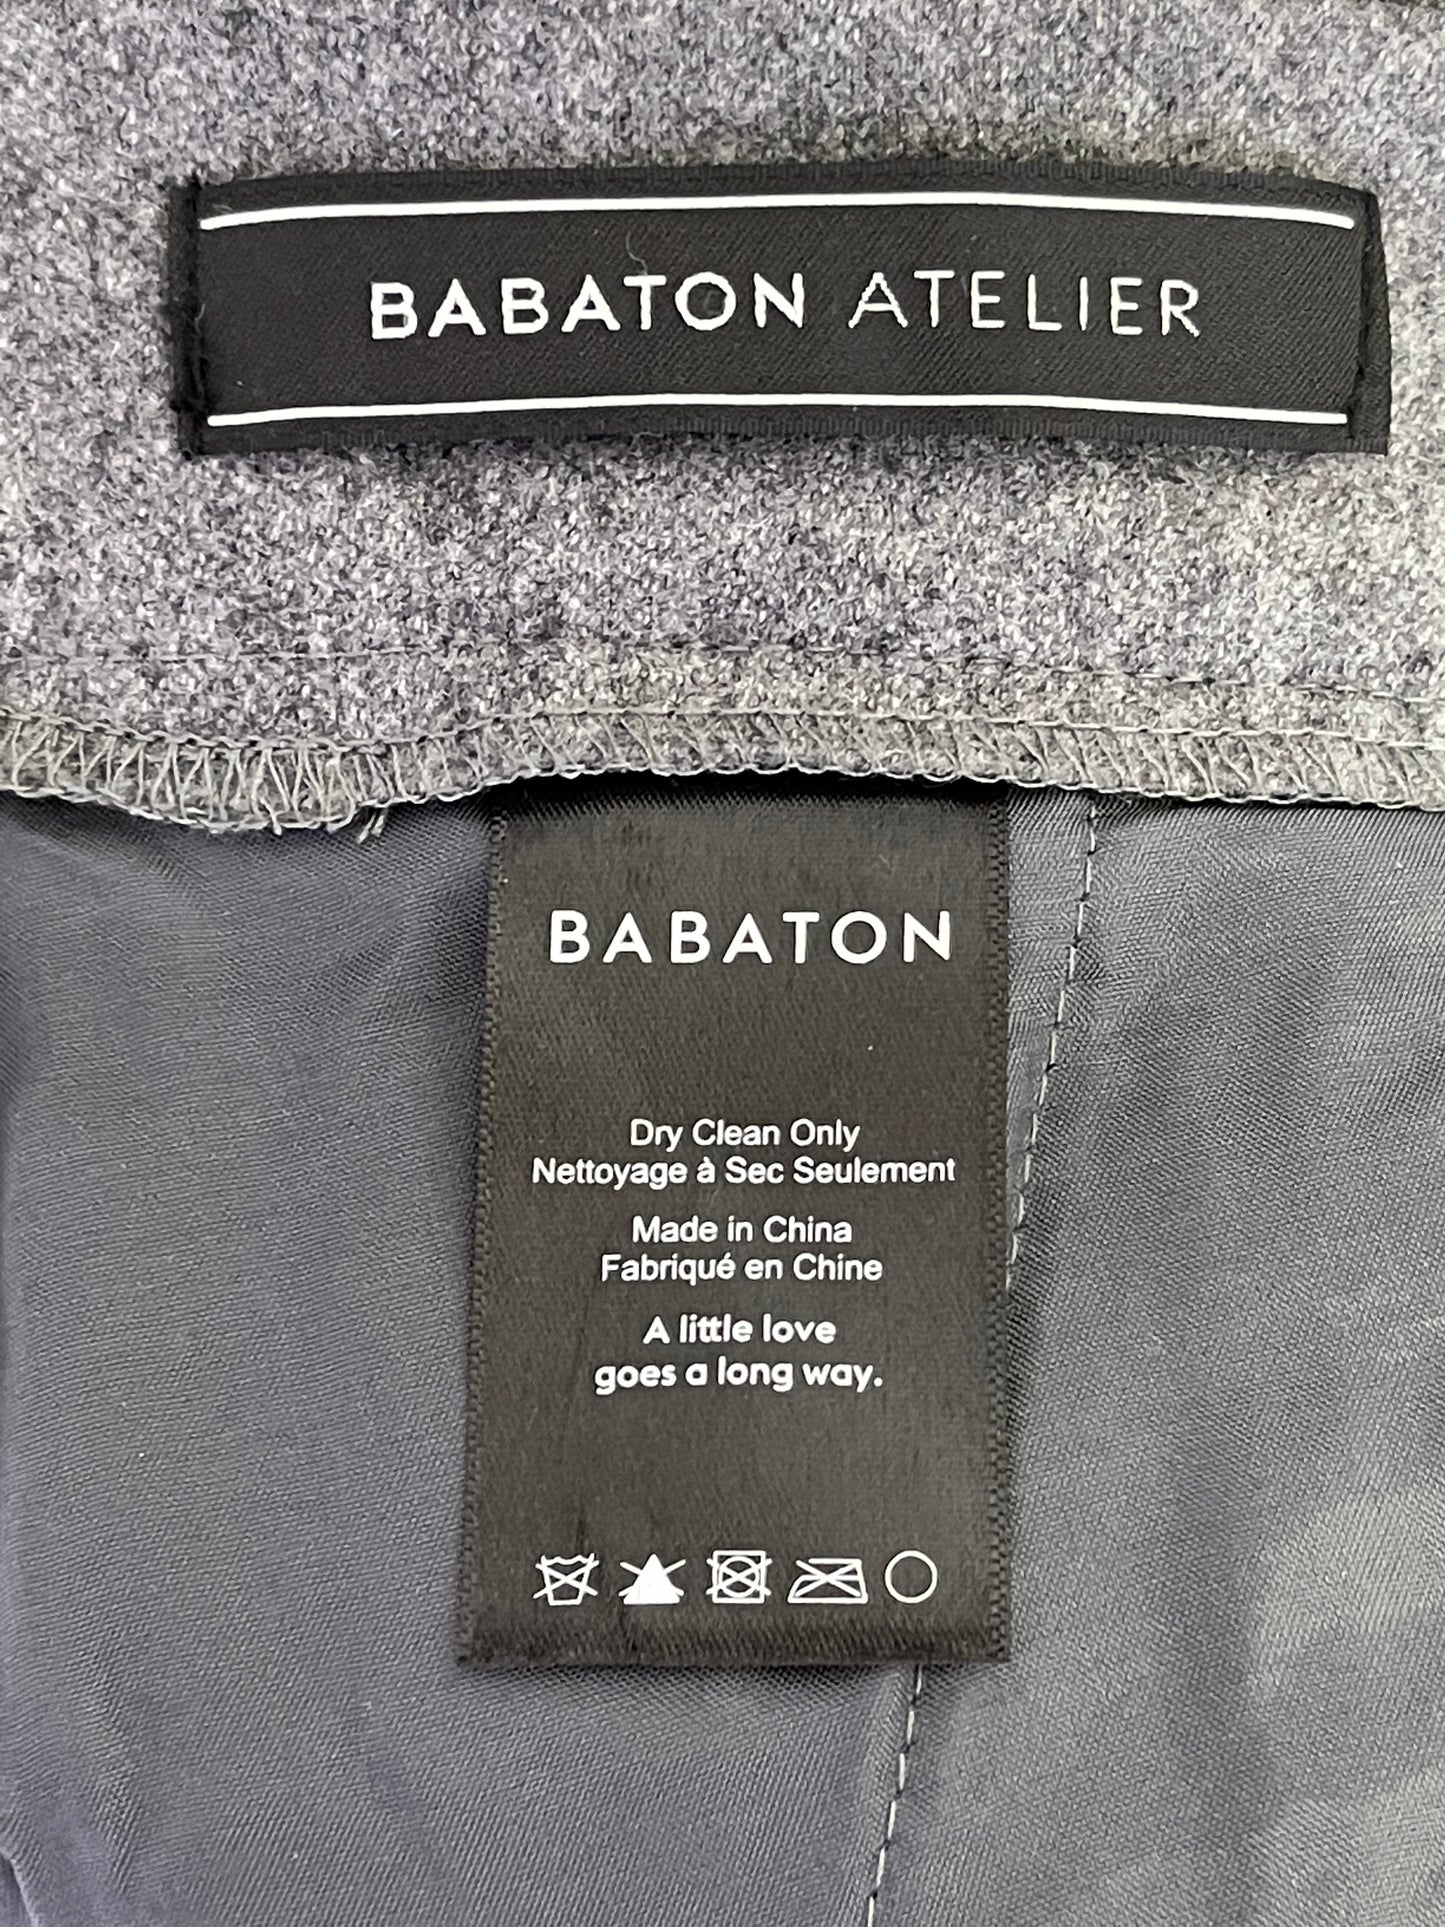 BABATON ATELIER
BABATON
Dry Clean Only
Nettoyage à Sec Seulement
Made in China
Fabriqué en Chine
A little love
goes a long way.